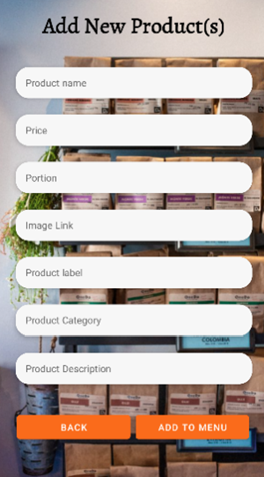 Add New Product(s)
Product name
Price
Portion
Image Link
Product label
Product Category
COLOMBIA
Product Description
BACK
ADD TO MENU